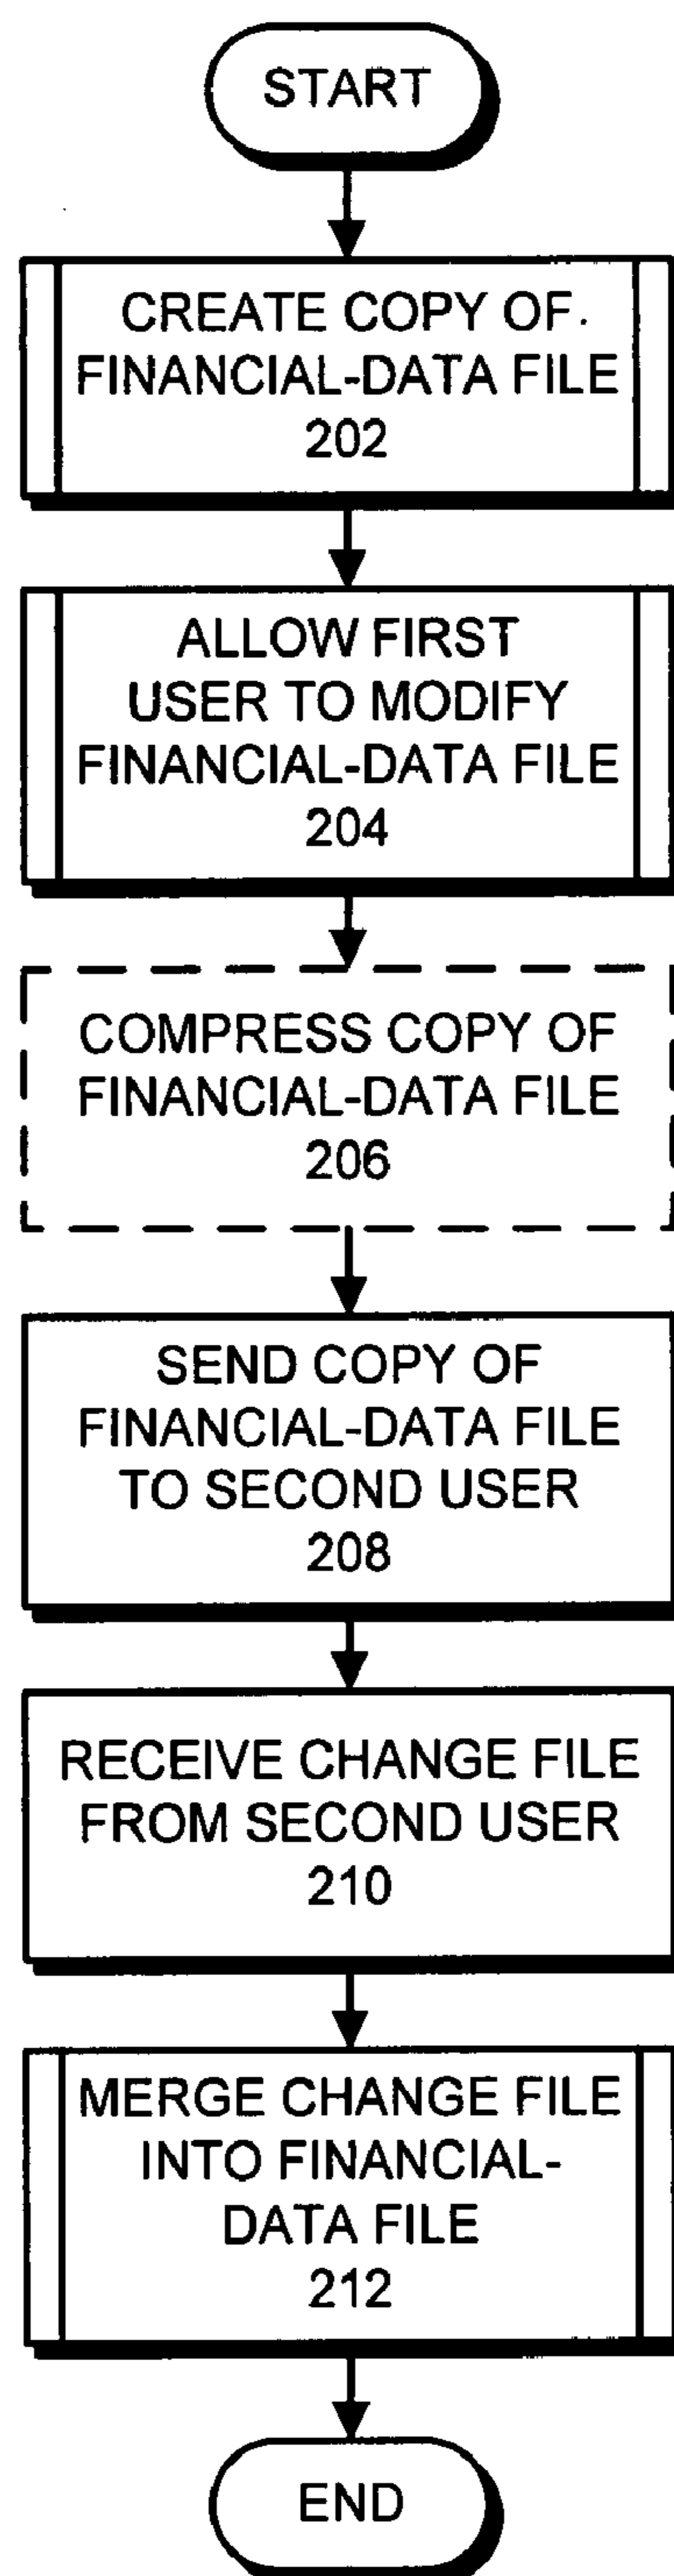 START
CREATE COPY OF
FINANCIAL-DATA FILE
202
ALLOW FIRST
USER TO MODIFY
FINANCIAL-DATA FILE
204
COMPRESS COPY OF
FINANCIAL-DATA FILE
206
SEND COPY OF
FINANCIAL-DATA FILE
TO SECOND USER
208
RECEIVE CHANGE FILE
FROM SECOND USER
210
MERGE CHANGE FILE
INTO FINANCIAL-
DATA FILE
212
END